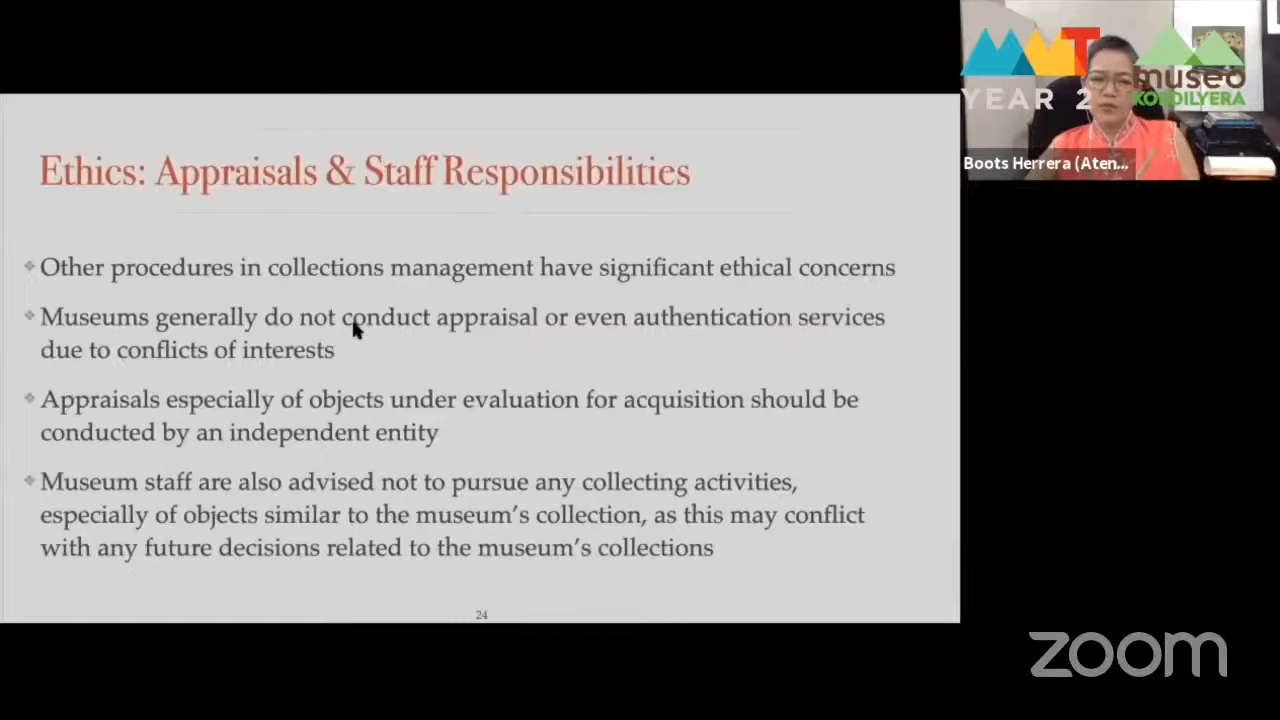 Ethics: Appraisals & Staff Responsibilities
Other procedures in collections management have significant ethical concerns
Museums generally do not conduct appraisal or even authentication services
due to conflicts of interests
Appraisals especially of objects under evaluation for acquisition should be
conducted by an independent entity
Museum staff are also advised not to pursue any collecting activities,
especially of objects similar to the museum's collection, as this may conflict
with any future decisions related to the museum's collections
24
MMT
YEAR 2
museo
KORDILYERA
Boots Herrera (Aten...
zoom